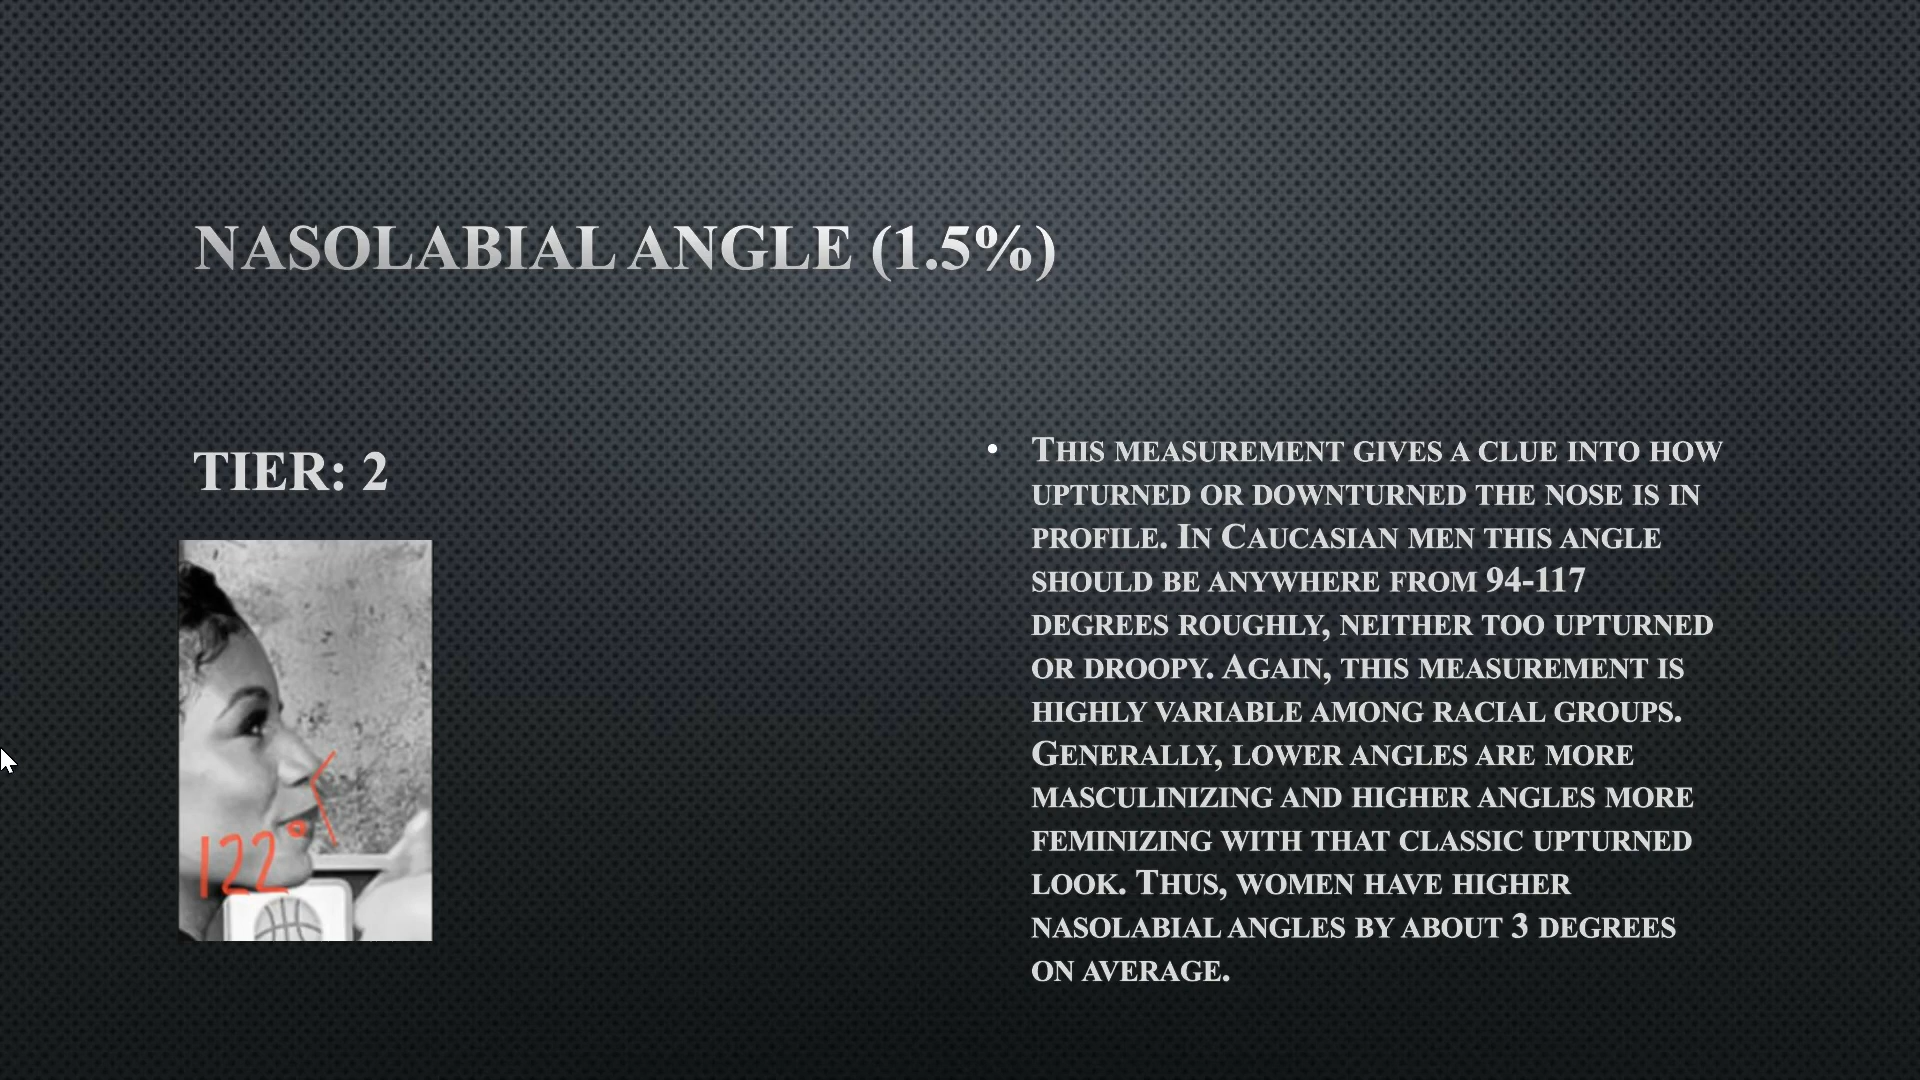 NASOLABIAL ANGLE (1.5%)
TIER: 2
122°
• THIS MEASUREMENT GIVES A CLUE INTO HOW
UPTURNED OR DOWNTURNED THE NOSE IS IN
PROFILE. IN CAUCASIAN MEN THIS ANGLE
SHOULD BE ANYWHERE FROM 94-117
DEGREES ROUGHLY, NEITHER TOO UPTURNED
OR DROOPY. AGAIN, THIS MEASUREMENT IS
HIGHLY VARIABLE AMONG RACIAL GROUPS.
GENERALLY, LOWER ANGLES ARE MORE
MASCULINIZING AND HIGHER ANGLES MORE
FEMINIZING WITH THAT CLASSIC UPTURNED
LOOK. THUS, WOMEN HAVE HIGHER
NASOLABIAL ANGLES BY ABOUT 3 DEGREES
ON AVERAGE.